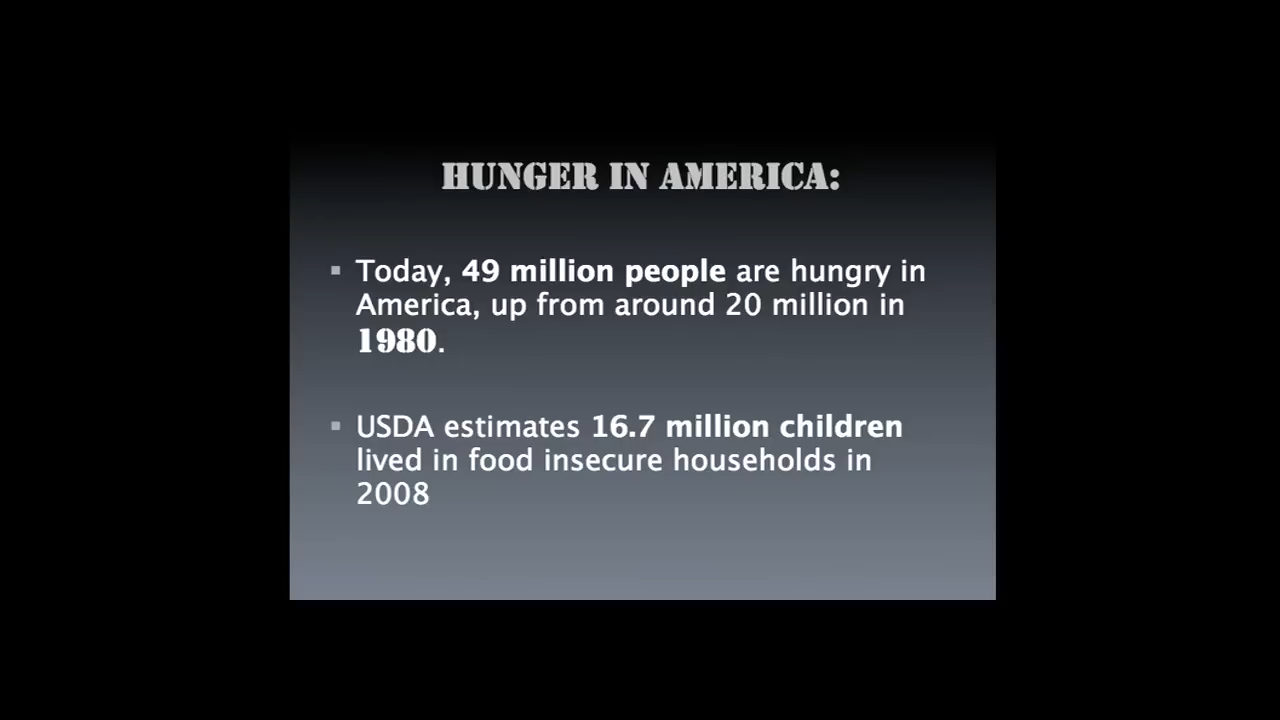 HUNGER IN AMERICA:
Today, 49 million people are hungry in
America, up from around 20 million in
1980.
USDA estimates 16.7 million children
lived in food insecure households in
2008